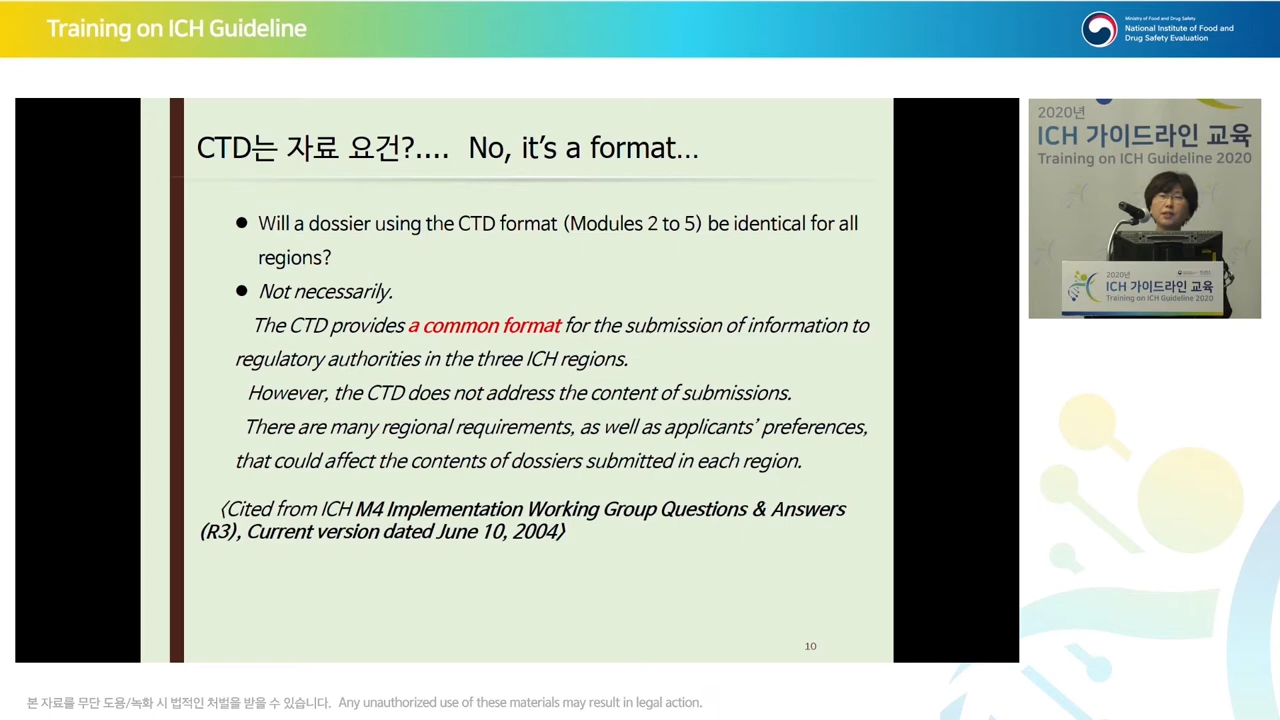 Training on ICH Guideline
Ministry of Food and Drug Safety
National Institute of Food and
Drug Safety Evaluation
CTD는 자료 요건?.... No, it's a format...
● Will a dossier using the CTD format (Modules 2 to 5) be identical for all
regions?
● Not necessarily.
The CTD provides a common format for the submission of information to
regulatory authorities in the three ICH regions.
However, the CTD does not address the content of submissions.
There are many regional requirements, as well as applicants' preferences,
that could affect the contents of dossiers submitted in each region.
〈Cited from ICH M4 Implementation Working Group Questions & Answers
(R3), Current version dated June 10, 2004〉
10
2020년
ICH 가이드라인 교육
Training on ICH Guideline 2020
2020년
ICH 가이드라인 교육
Training on ICH Guideline 2020
본 자료를 무단 도용/녹화 시 법적인 처벌을 받을 수 있습니다. Any unauthorized use of these materials may result in legal action.